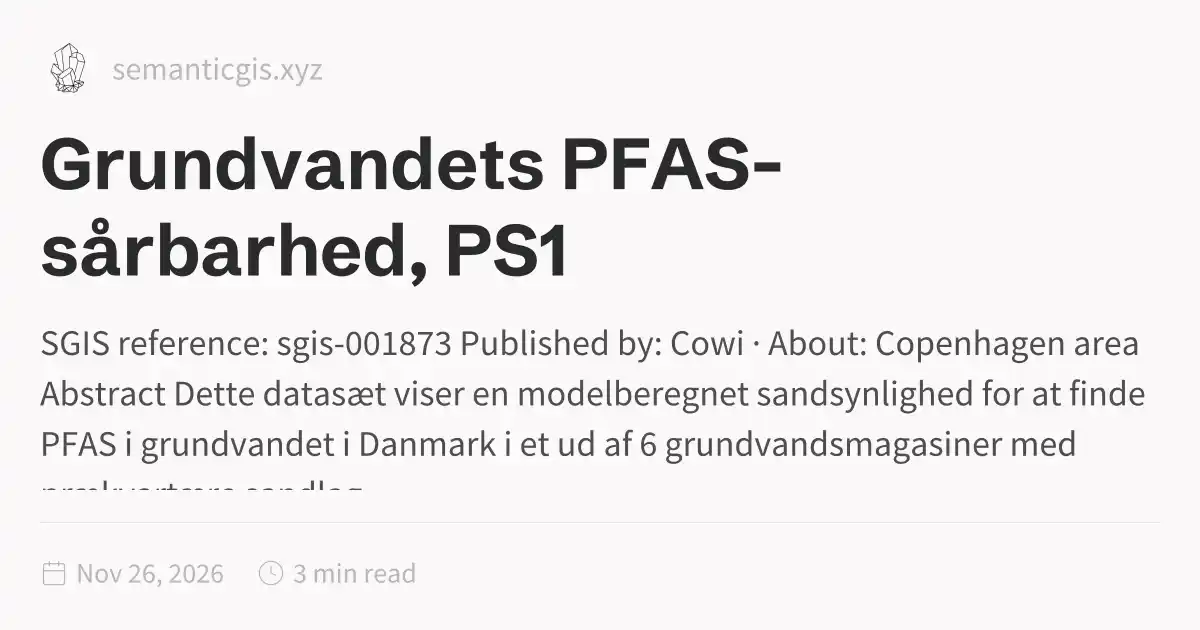 semanticgis.xyz
Grundvandets PFAS-
sårbarhed, PS1
SGIS reference: sgis-001873 Published by: Cowi · About: Copenhagen area
Abstract Dette datasæt viser en modelberegnet sandsynlighed for at finde
PFAS i grundvandet i Danmark i et ud af 6 grundvandsmagasiner med
Nov 26, 2026
3 min read